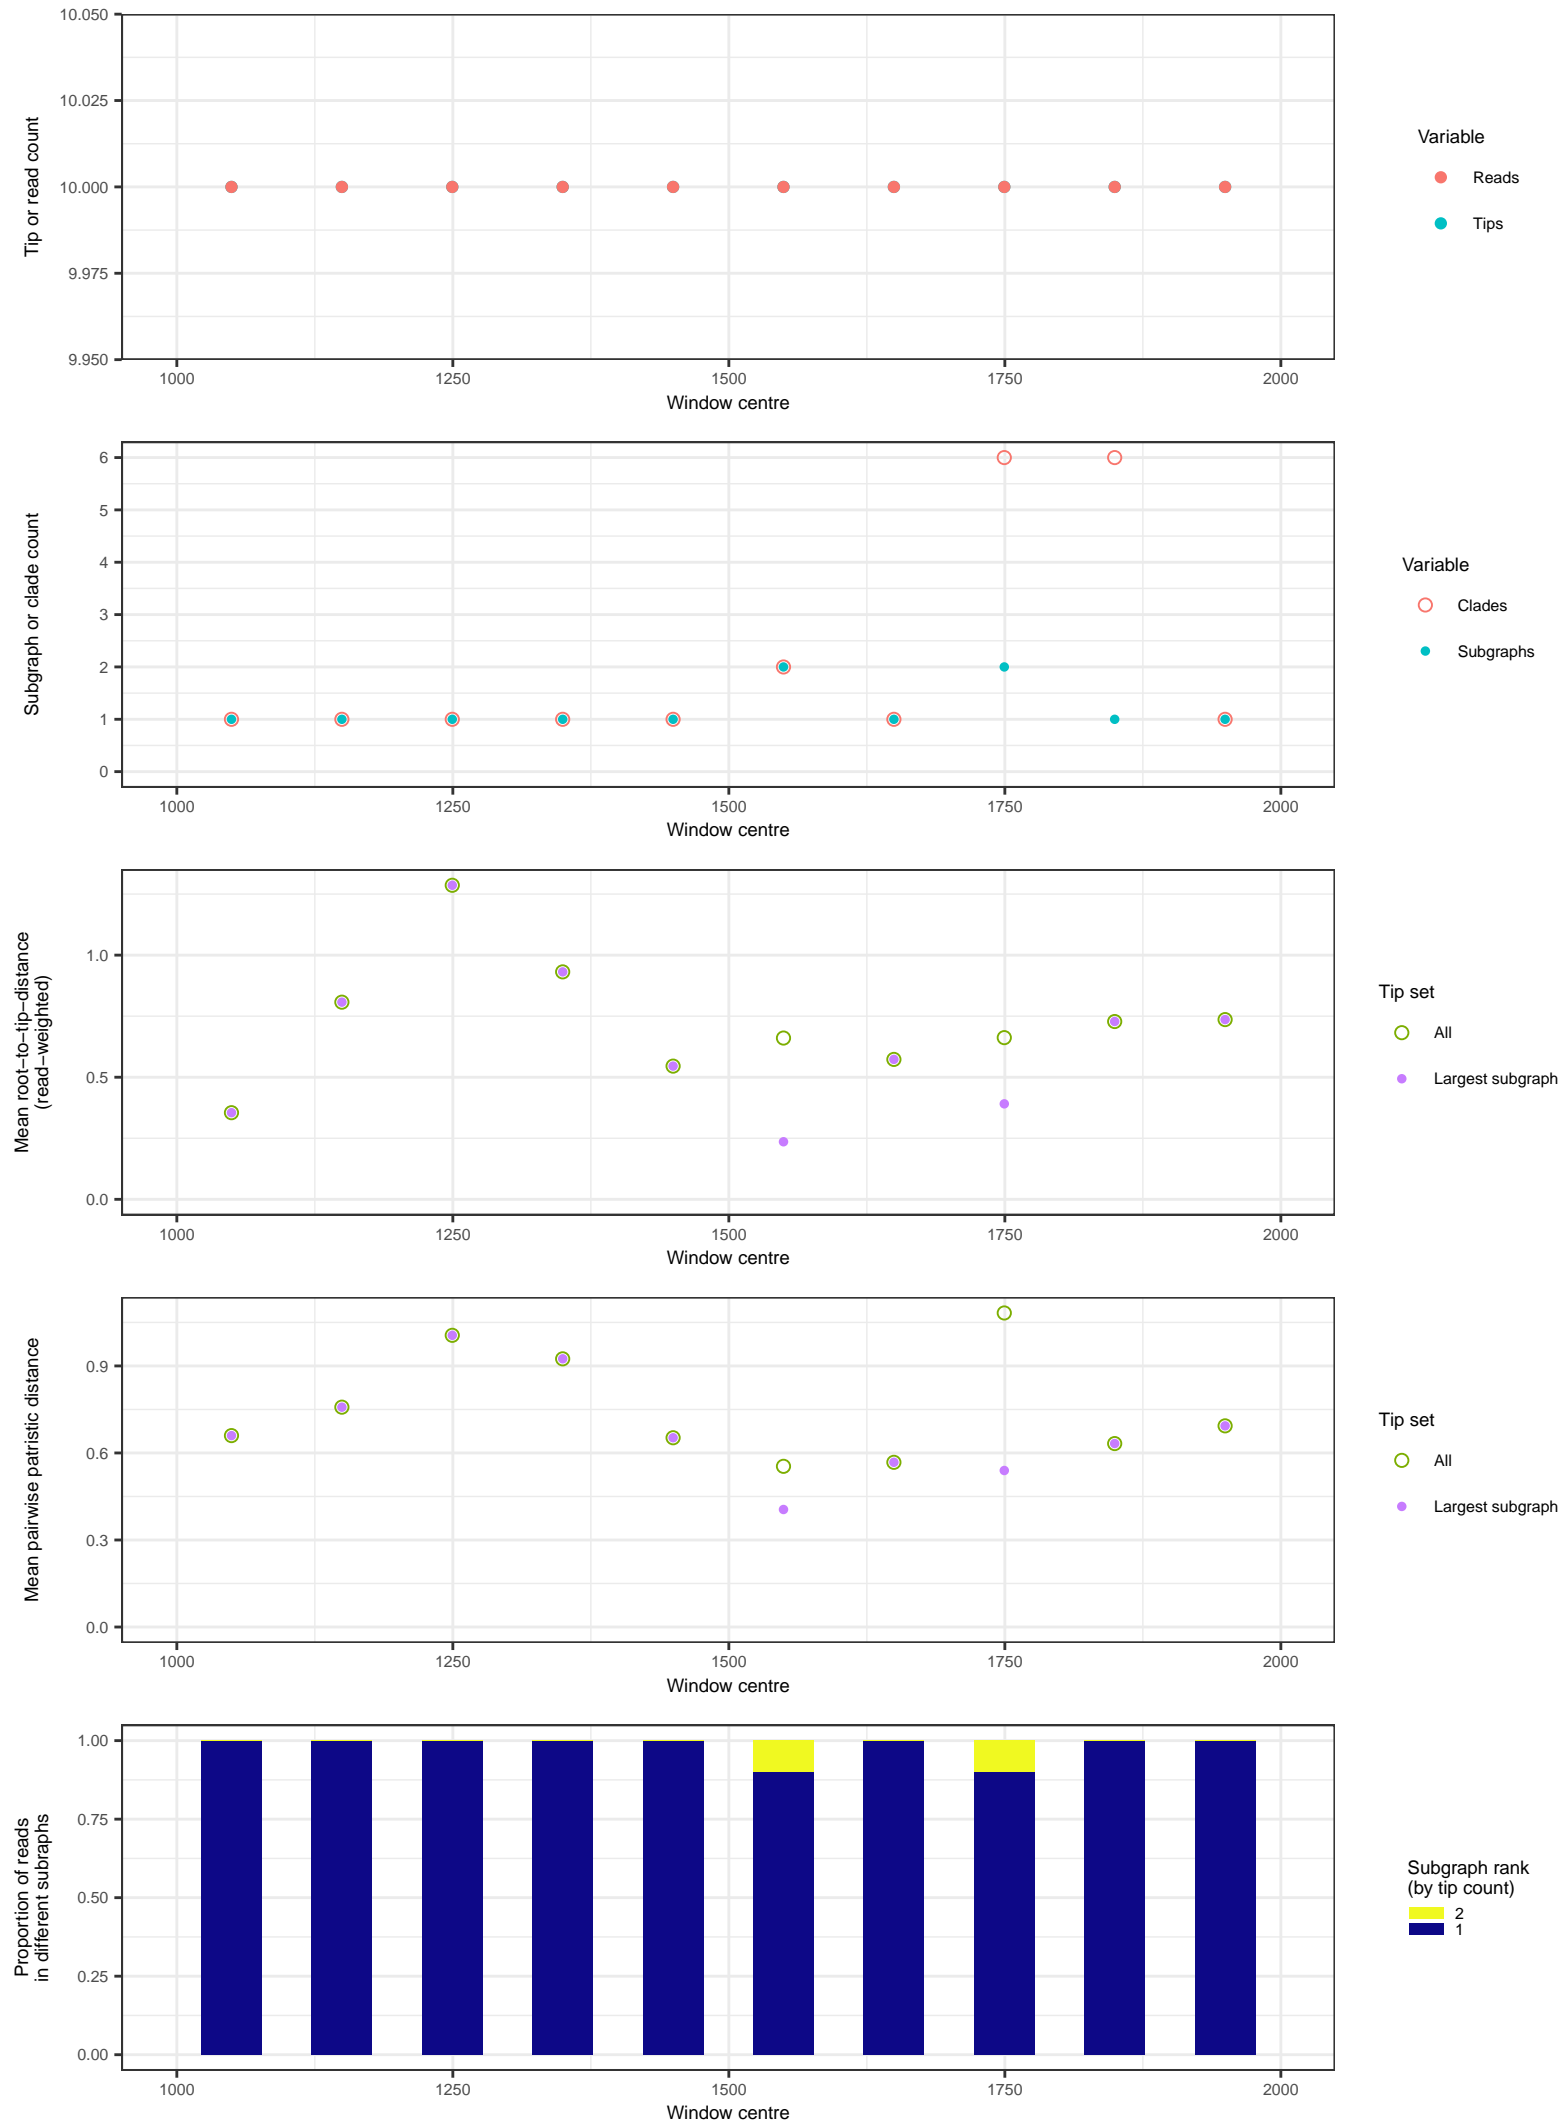 10.050
10.025
10.000
9.975
9.950
Tip or read count
1000 1250 1500 1750 2000
Window centre
Variable
Reads
Tips
6
5
4
3
2
1
0
Subgraph or clade count
1000 1250 1500 1750 2000
Window centre
Variable
Clades
Subgraphs
1.0
0.5
0.0
Mean root−to−tip−distance
(read−weighted)
1000 1250 1500 1750 2000
Window centre
Tip set
All
Largest subgraph
0.9
0.6
0.3
0.0
Mean pairwise patristic distance
1000 1250 1500 1750 2000
Window centre
Tip set
All
Largest subgraph
1.00
0.75
0.50
0.25
0.00
Proportion of reads
in different subraphs
1000 1250 1500 1750 2000
Window centre
Subgraph rank
(by tip count)
2
1